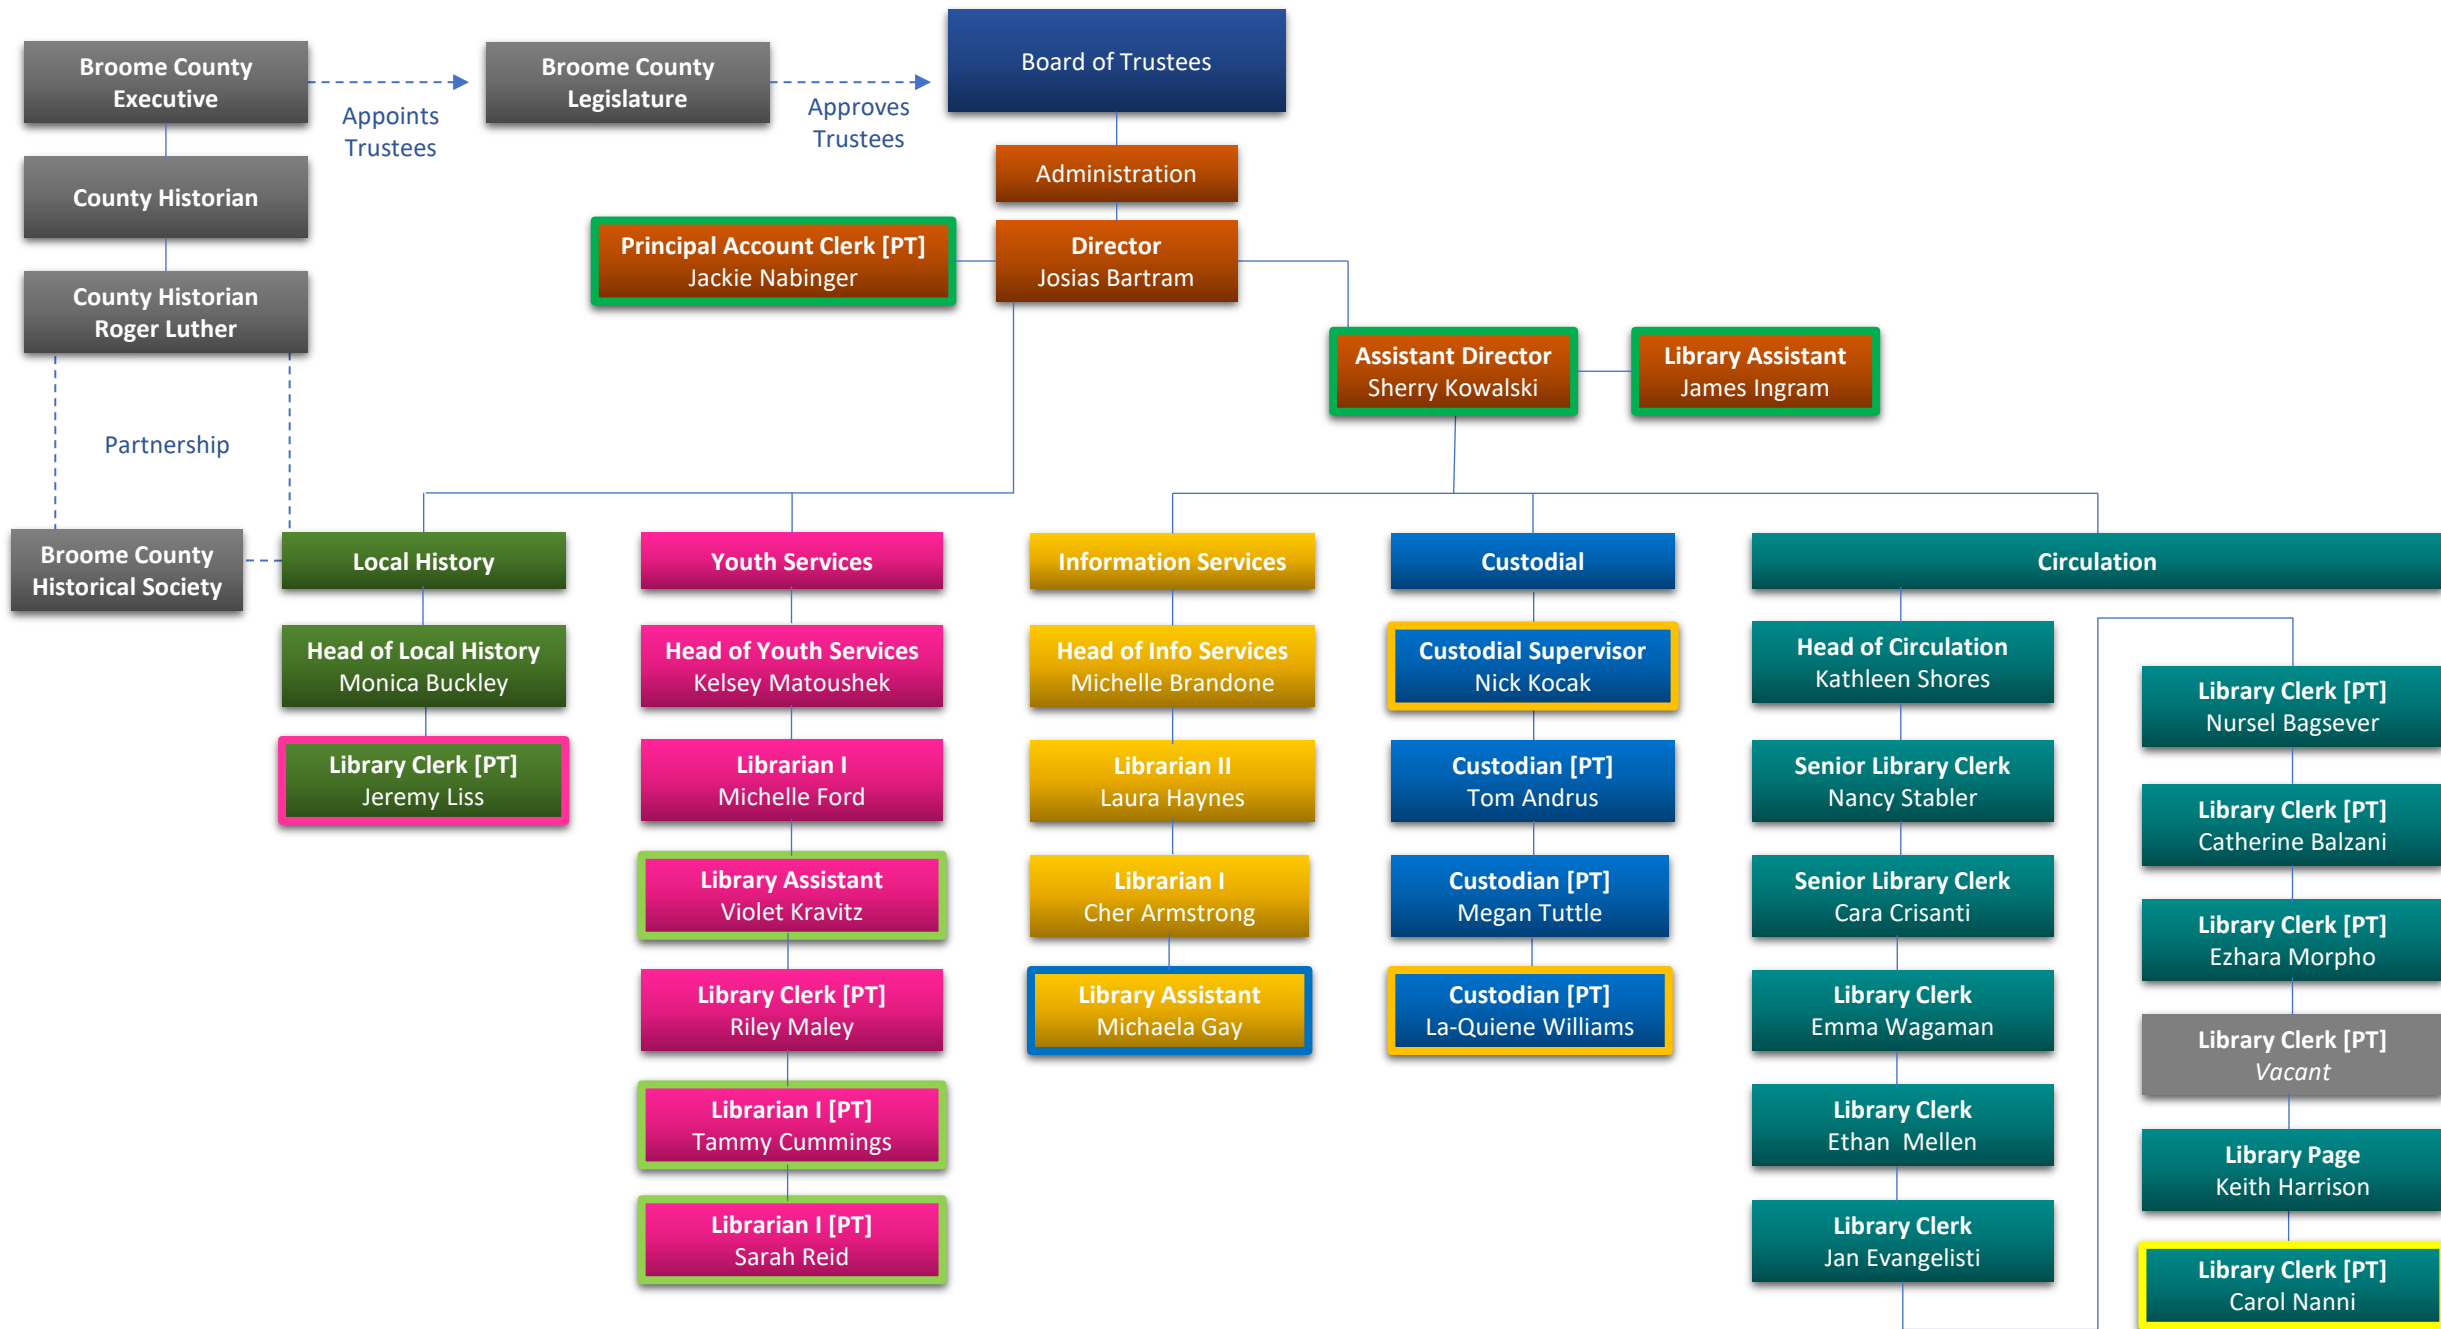 Broome County
Executive
Appoints
Trustees
Broome County
Legislature
Approves
Trustees
Board of Trustees
County Historian
County Historian
Roger Luther
Partnership
Broome County
Historical Society
Administration
Principal Account Clerk [PT]
Jackie Nabinger
Director
Josias Bartram
Assistant Director
Sherry Kowalski
Library Assistant
James Ingram
Local History
Head of Local History
Monica Buckley
Library Clerk [PT]
Jeremy Liss
Youth Services
Head of Youth Services
Kelsey Matoushek
Librarian I
Michelle Ford
Library Assistant
Violet Kravitz
Library Clerk [PT]
Riley Maley
Librarian I [PT]
Tammy Cummings
Librarian I [PT]
Sarah Reid
Information Services
Head of Info Services
Michelle Brandone
Librarian II
Laura Haynes
Librarian I
Cher Armstrong
Library Assistant
Michaela Gay
Custodial
Custodial Supervisor
Nick Kocak
Custodian [PT]
Tom Andrus
Custodian [PT]
Megan Tuttle
Custodian [PT]
La-Quiene Williams
Circulation
Head of Circulation
Kathleen Shores
Senior Library Clerk
Nancy Stabler
Senior Library Clerk
Cara Crisanti
Library Clerk
Emma Wagaman
Library Clerk
Ethan  Mellen
Library Clerk
Jan Evangelisti
Library Clerk [PT]
Nursel Bagsever
Library Clerk [PT]
Catherine Balzani
Library Clerk [PT]
Ezhara Morpho
Library Clerk [PT]
Vacant
Library Page
Keith Harrison
Library Clerk [PT]
Carol Nanni